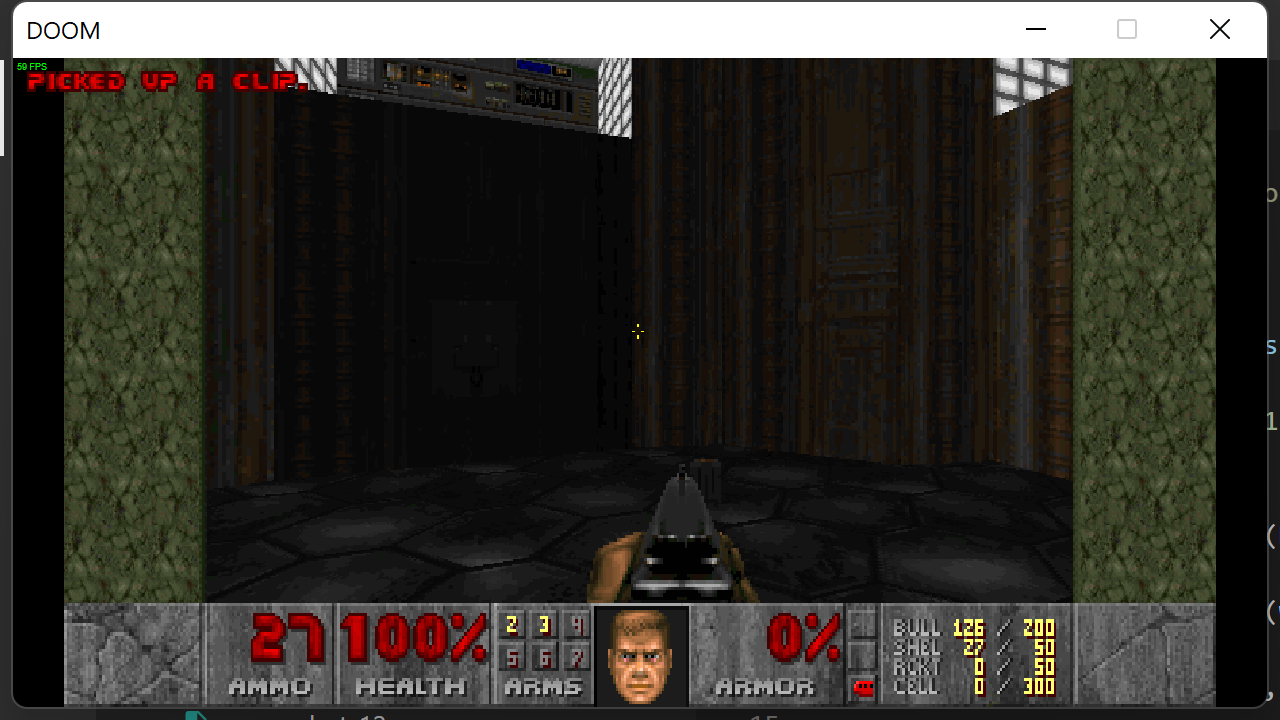 DOOM
59 FPS
PICKED UP A CLIP.
27 100% 2 3 4 0% BULL 126 / 200
5 6 7 SHEL 27 / 50
RCKT 0 / 50
AMMO HEALTH ARMS ARMOR CELL 0 / 300